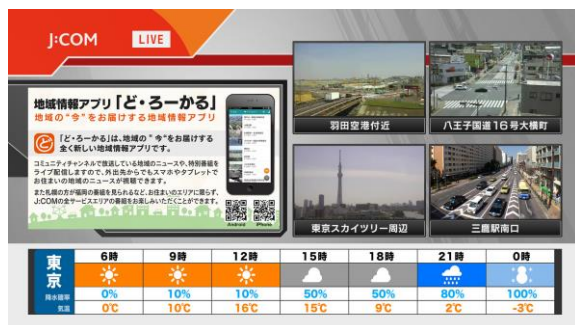 J:COM
LIVE
地域情報アプリ「ど・ろーかる」
地域の“今”をお届けする地域情報アプリ
「ど・ろーかる」は、地域の“今”をお届けする
全く新しい地域情報アプリです。
コミュニティチャンネルで放送している地域のニュースや、特別番組を
ライブ配信しますので、外出先からでもスマホやタブレットで
お住まいの地域のニュースが視聴できます。
また札幌の方が福岡の番組を見られるなど、お住まいのエリアに限らず、
J:COMの全サービスエリアの番組をお楽しみいただくことができます。
Android
iPhone
羽田空港付近
八王子国道16号大横町
東京スカイツリー周辺
三鷹駅南口
東京
6時 9時 12時 15時 18時 21時 0時
降水確率 0% 10% 10% 50% 50% 80% 100%
気温 0℃ 10℃ 16℃ 15℃ 9℃ 2℃ -3℃